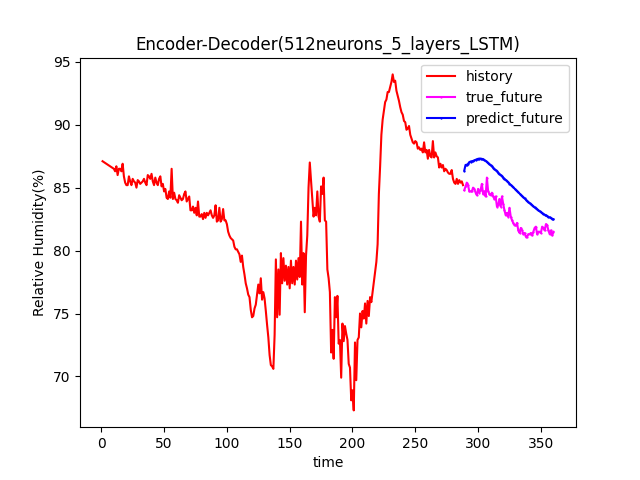 Encoder-Decoder(512neurons_5_layers_LSTM)
history
true_future
predict_future
Relative Humidity(%)
95
90
85
80
75
70
0
50
100
150
200
250
300
350
time